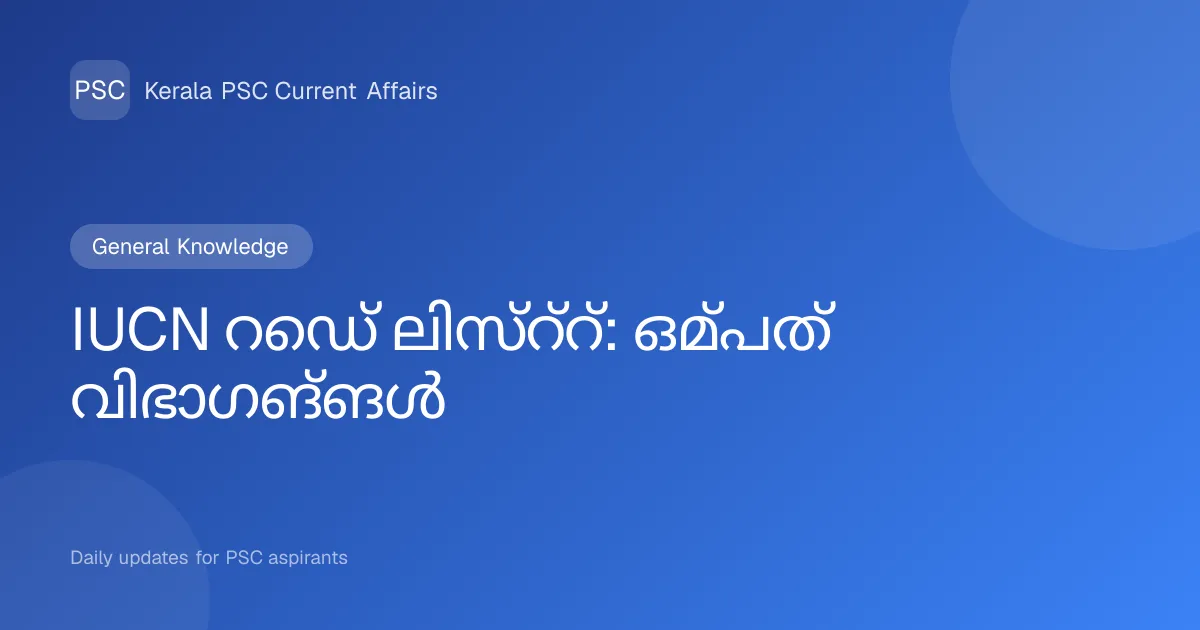 PSC Kerala PSC Current Affairs
General Knowledge
IUCN റെഡ് ലിസ്റ്റ്: ഒമ്പത്
വിഭാഗങ്ങൾ
Daily updates for PSC aspirants